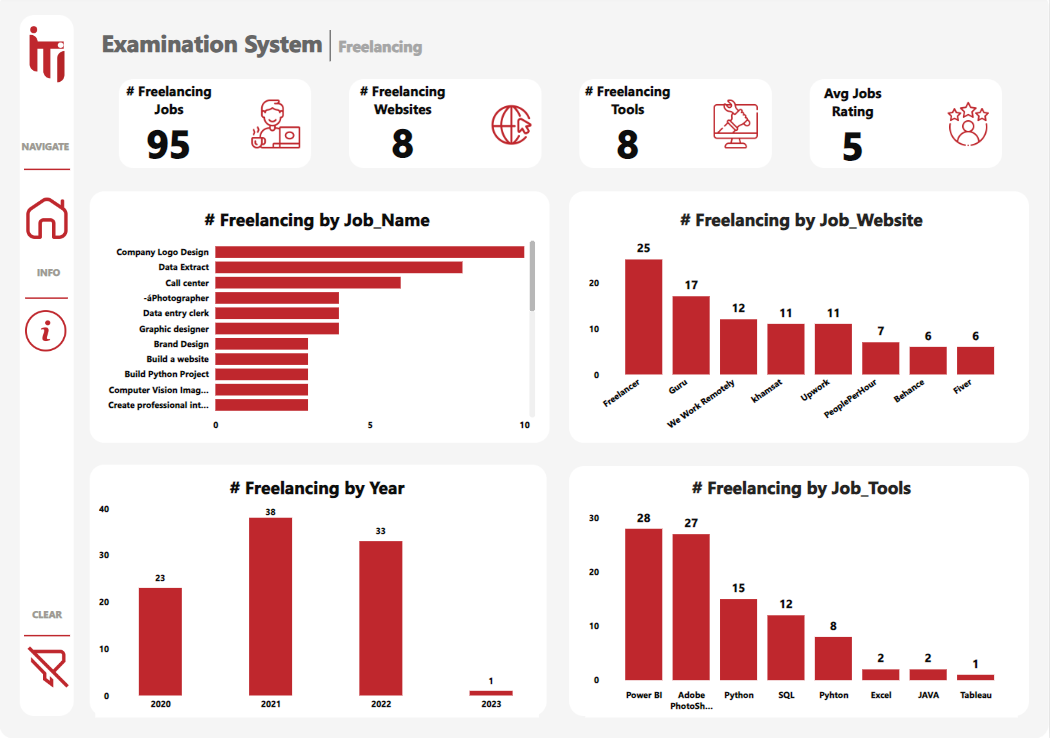 iTi
Examination System | Freelancing
NAVIGATE
INFO
i
CLEAR
# Freelancing
Jobs
95
# Freelancing
Websites
8
# Freelancing
Tools
8
Avg Jobs
Rating
5
# Freelancing by Job_Name
Company Logo Design
Data Extract
Call center
-áPhotographer
Data entry clerk
Graphic designer
Brand Design
Build a website
Build Python Project
Computer Vision Imag...
Create professional int...
0 5 10
# Freelancing by Job_Website
20
10
0
25 17 12 11 11 7 6 6
Freelancer
Guru
We Work Remotely
khamsat
Upwork
PeoplePerHour
Behance
Fiver
# Freelancing by Year
40
30
20
10
0
23 38 33 1
2020 2021 2022 2023
# Freelancing by Job_Tools
30
20
10
0
28 27 15 12 8 2 2 1
Power BI
Adobe
PhotoSh...
Python
SQL
Pyhton
Excel
JAVA
Tableau